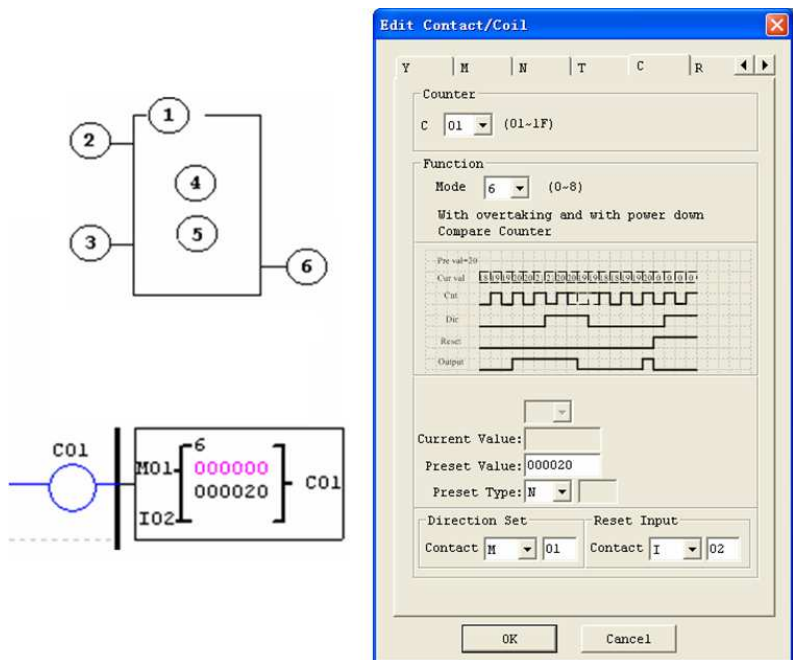 1
2
3
4
5
6
C01
6
M01
000000
000020
C01
I02
Edit Contact/Coil
Y M N T C R
Counter
C 01 (01~1F)
Function
Mode 6 (0~8)
With overtaking and with power down
Compare Counter
Pre val=20
Cur val
Cnt
Dir
Reset
Output
Current Value:
Preset Value: 000020
Preset Type: N
Direction Set
Contact M 01
Reset Input
Contact I 02
OK Cancel